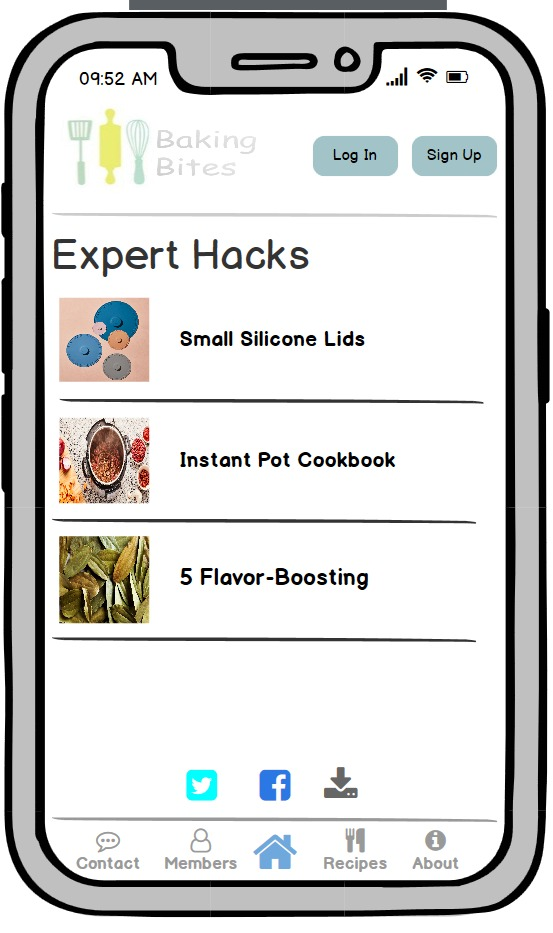 09:52 AM
Baking
Bites
Log In
Sign Up
Expert Hacks
Small Silicone Lids
Instant Pot Cookbook
5 Flavor-Boosting
Contact
Members
Recipes
About